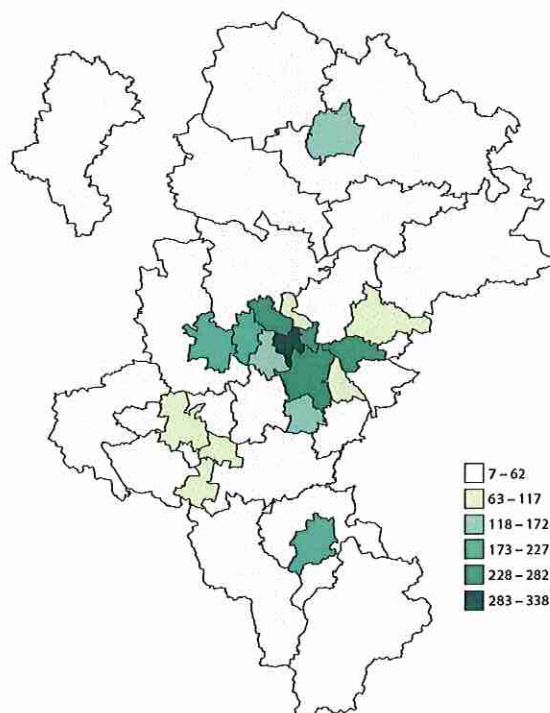 7 – 62
63 – 117
118 – 172
173 – 227
228 – 282
283 – 338